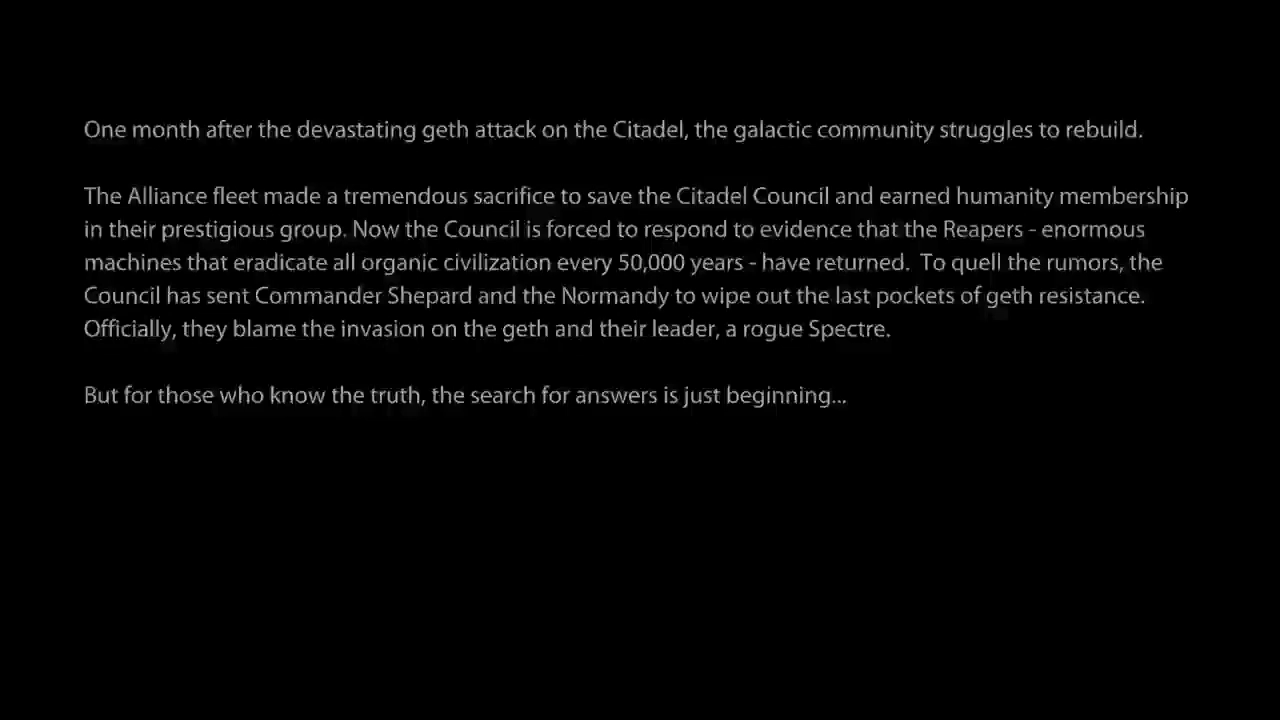 One month after the devastating geth attack on the Citadel, the galactic community struggles to rebuild.
The Alliance fleet made a tremendous sacrifice to save the Citadel Council and earned humanity membership
in their prestigious group. Now the Council is forced to respond to evidence that the Reapers - enormous
machines that eradicate all organic civilization every 50,000 years - have returned.  To quell the rumors, the
Council has sent Commander Shepard and the Normandy to wipe out the last pockets of geth resistance.
Officially, they blame the invasion on the geth and their leader, a rogue Spectre.
But for those who know the truth, the search for answers is just beginning...